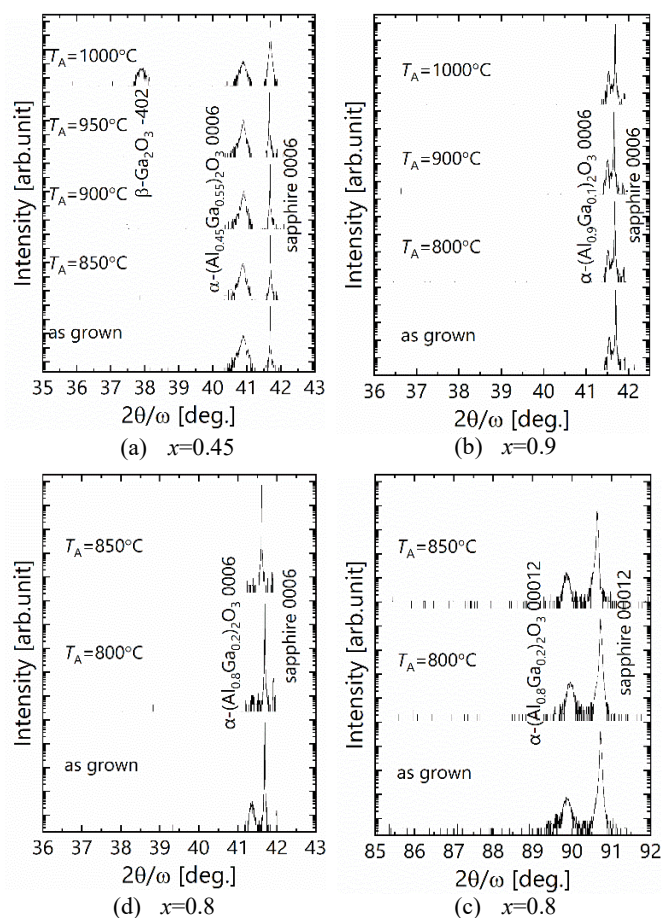 Intensity [arb.unit]
T_A=1000°C
T_A=950°C
T_A=900°C
T_A=850°C
as grown
β-Ga₂O₃ -402
α-(Al₀.₄₅Ga₀.₅₅)₂O₃ 0006
sapphire 0006
35 36 37 38 39 40 41 42 43
2θ/ω [deg.]
(a) x=0.45
Intensity [arb.unit]
T_A=1000°C
T_A=900°C
T_A=800°C
as grown
α-(Al₀.₉Ga₀.₁)₂O₃ 0006
sapphire 0006
36 37 38 39 40 41 42
2θ/ω [deg.]
(b) x=0.9
Intensity [arb.unit]
T_A=850°C
T_A=800°C
as grown
α-(Al₀.₈Ga₀.₂)₂O₃ 0006
sapphire 0006
36 37 38 39 40 41 42 43
2θ/ω [deg.]
(d) x=0.8
Intensity [arb.unit]
T_A=850°C
T_A=800°C
as grown
α-(Al₀.₈Ga₀.₂)₂O₃ 00012
sapphire 00012
85 86 87 88 89 90 91 92
2θ/ω [deg.]
(c) x=0.8